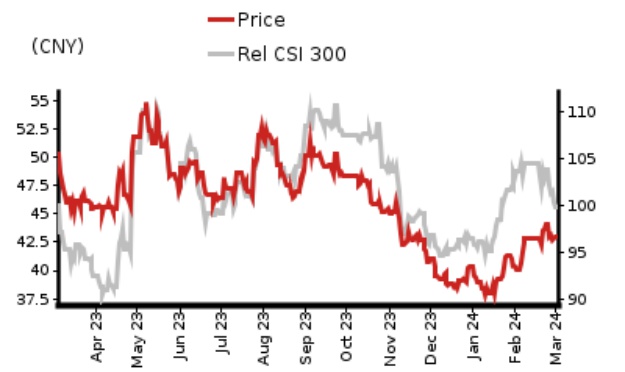 Price
(CNY)
Rel CSI 300
55
52.5
50
47.5
45
42.5
40
37.5
110
105
100
95
90
Apr 23
May 23
Jun 23
Jul 23
Aug 23
Sep 23
Oct 23
Nov 23
Dec 23
Jan 24
Feb 24
Mar 24